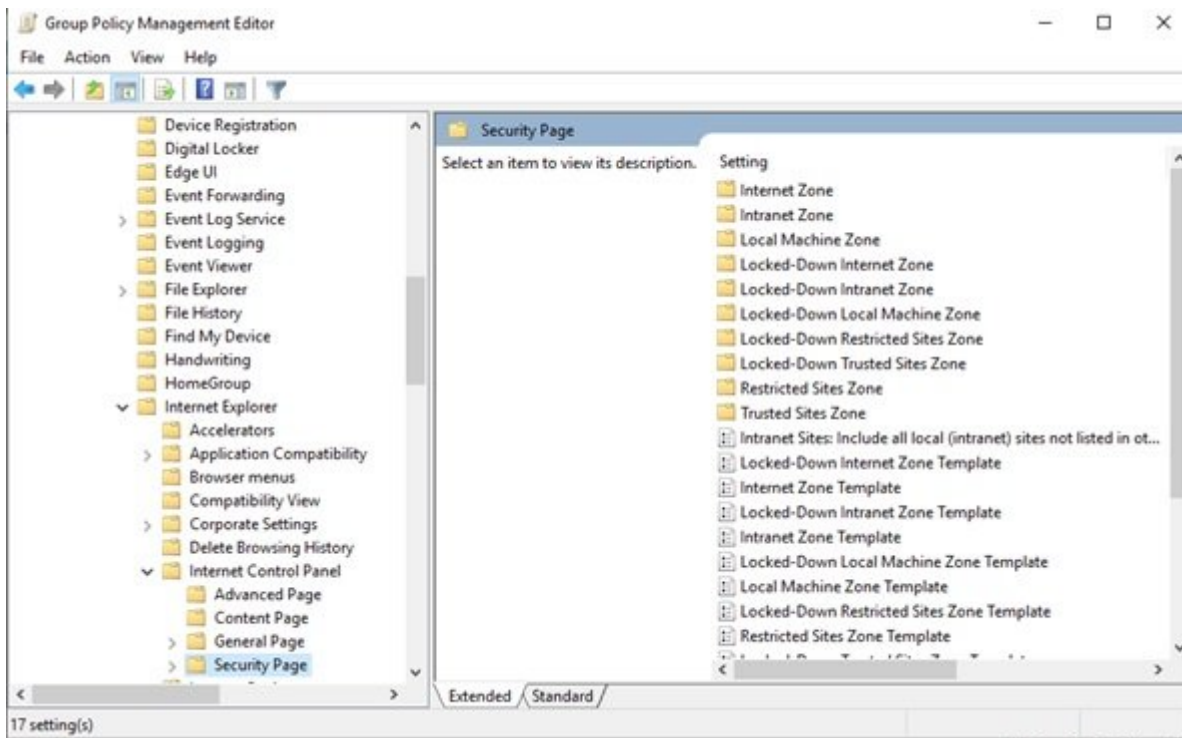 Group Policy Management Editor
File Action View Help
Device Registration
Digital Locker
Edge UI
Event Forwarding
Event Log Service
Event Logging
Event Viewer
File Explorer
File History
Find My Device
Handwriting
HomeGroup
Internet Explorer
Accelerators
Application Compatibility
Browser menus
Compatibility View
Corporate Settings
Delete Browsing History
Internet Control Panel
Advanced Page
Content Page
General Page
Security Page
Security Page
Select an item to view its description.
Setting
Internet Zone
Intranet Zone
Local Machine Zone
Locked-Down Internet Zone
Locked-Down Intranet Zone
Locked-Down Local Machine Zone
Locked-Down Restricted Sites Zone
Locked-Down Trusted Sites Zone
Restricted Sites Zone
Trusted Sites Zone
Intranet Sites: Include all local (intranet) sites not listed in ot...
Locked-Down Internet Zone Template
Internet Zone Template
Locked-Down Intranet Zone Template
Intranet Zone Template
Locked-Down Local Machine Zone Template
Local Machine Zone Template
Locked-Down Restricted Sites Zone Template
Restricted Sites Zone Template
Extended Standard
17 setting(s)